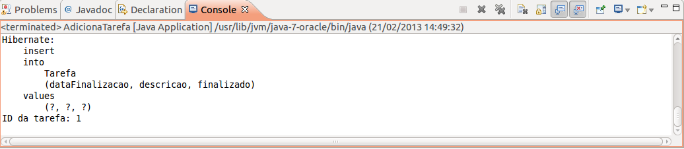 Problems @ Javadoc Declaration Console
<terminated> AdicionaTarefa [Java Application] /usr/lib/jvm/java-7-oracle/bin/java (21/02/2013 14:49:32)
Hibernate:
    insert
    into
        Tarefa
        (dataFinalizacao, descricao, finalizado)
    values
        (?, ?, ?)
ID da tarefa: 1